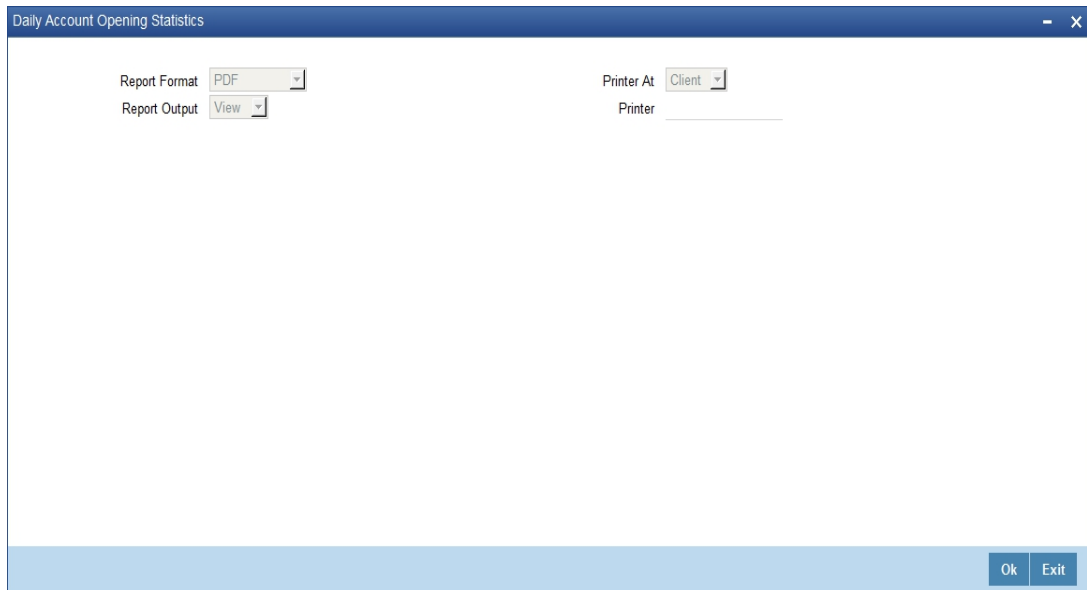 Daily Account Opening Statistics
Report Format PDF Printer At Client
Report Output View Printer
Ok Exit